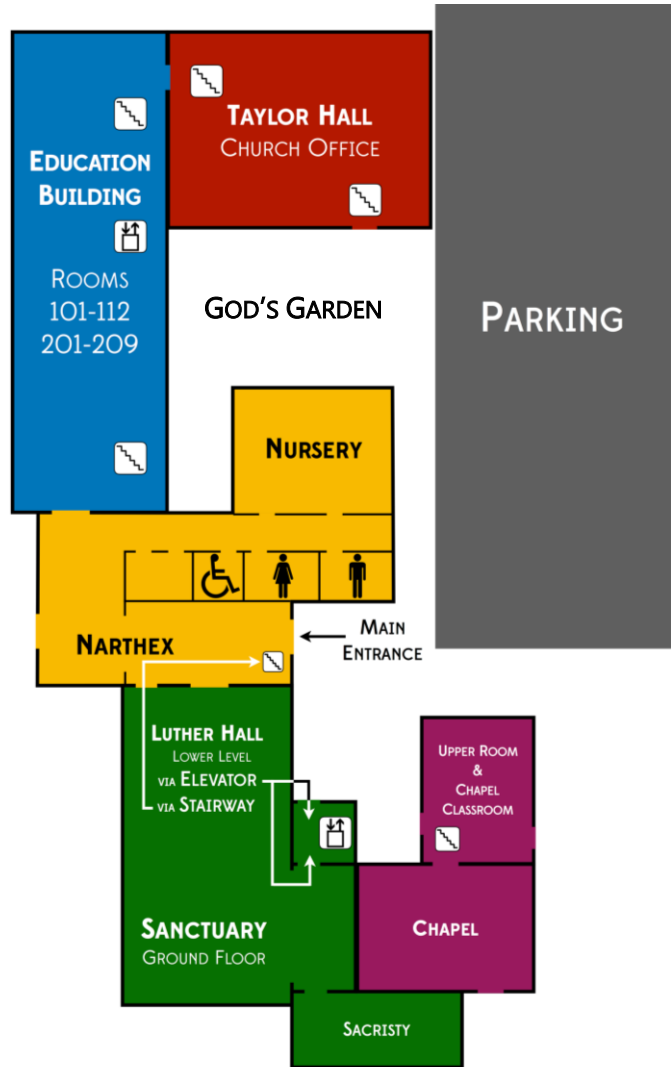 TAYLOR HALL
CHURCH OFFICE
EDUCATION
BUILDING
ROOMS
101-112
201-209
GOD'S GARDEN
PARKING
NURSERY
MAIN
ENTRANCE
NARTHEX
LUTHER HALL
LOWER LEVEL
VIA ELEVATOR
VIA STAIRWAY
UPPER ROOM
&
CHAPEL
CLASSROOM
SANCTUARY
GROUND FLOOR
CHAPEL
SACRISTY